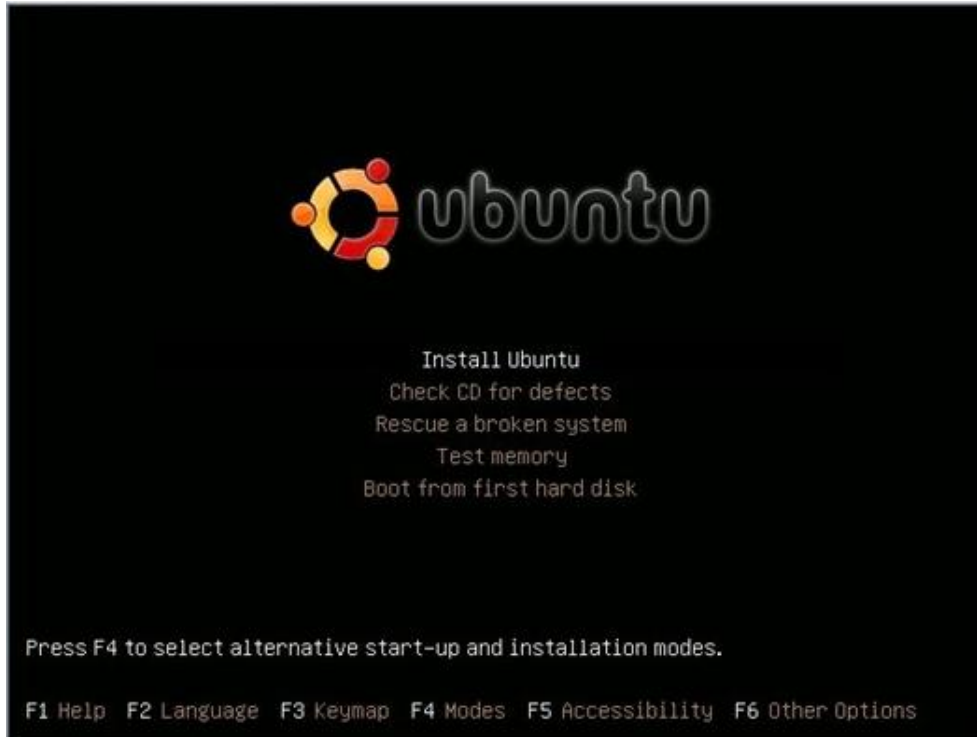 ubuntu
Install Ubuntu
Check CD for defects
Rescue a broken system
Test memory
Boot from first hard disk
Press F4 to select alternative start-up and installation modes.
F1 Help F2 Language F3 Keymap F4 Modes F5 Accessibility F6 Other Options